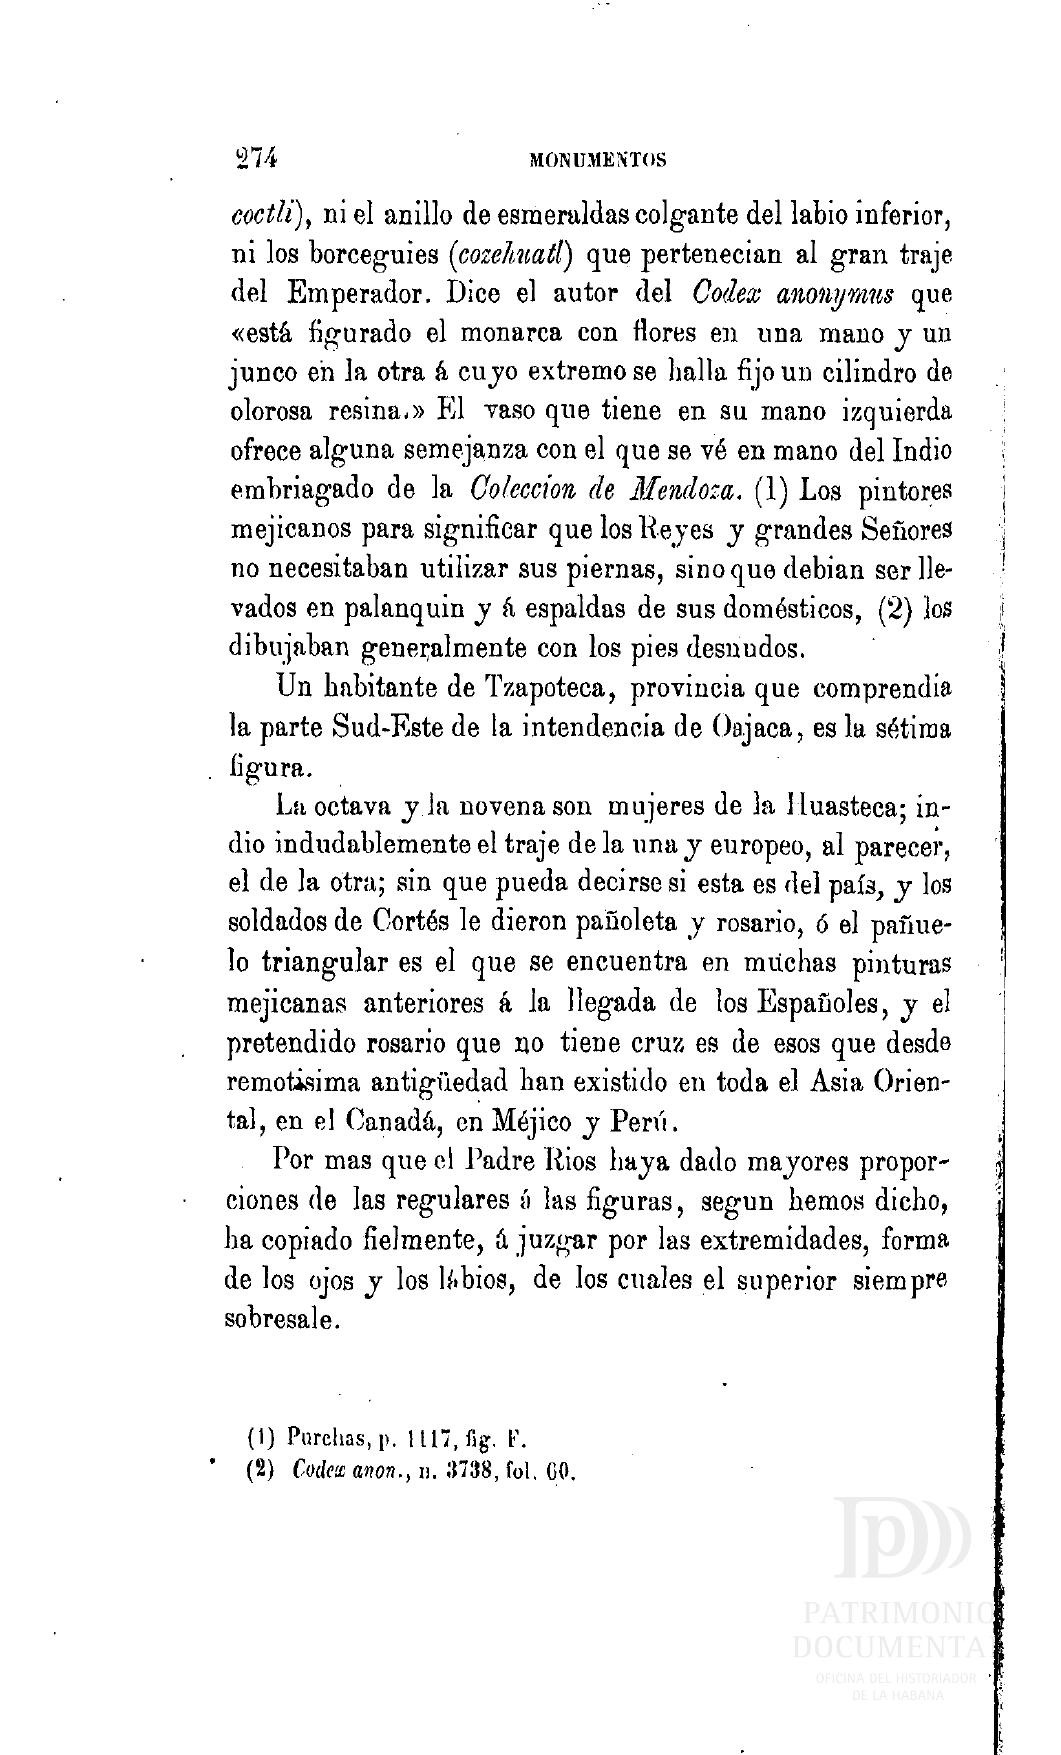 274 MONUMENTOS
coctli), ni el anillo de esmeraldas colgante del labio inferior,
ni los borceguies (cozehuatl) que pertenecian al gran traje
del Emperador. Dice el autor del Codex anonymus que
«está figurado el monarca con flores en una mano y un
junco en la otra á cuyo extremo se halla fijo un cilindro de
olorosa resina.» El vaso que tiene en su mano izquierda
ofrece alguna semejanza con el que se vé en mano del Indio
embriagado de la Coleccion de Mendoza. (1) Los pintores
mejicanos para significar que los Reyes y grandes Señores
no necesitaban utilizar sus piernas, sino que debian ser lle-
vados en palanquin y á espaldas de sus domésticos, (2) los
dibujaban generalmente con los pies desnudos.
Un habitante de Tzapoteca, provincia que comprendia
la parte Sud-Este de la intendencia de Oajaca, es la sétima
figura.
La octava y la novena son mujeres de la Huasteca; in-
dio indudablemente el traje de la una y europeo, al parecer,
el de la otra; sin que pueda decirse si esta es del país, y los
soldados de Cortés le dieron pañoleta y rosario, ó el pañue-
lo triangular es el que se encuentra en muchas pinturas
mejicanas anteriores á la llegada de los Españoles, y el
pretendido rosario que no tiene cruz es de esos que desde
remotisima antigüedad han existido en toda el Asia Orien-
tal, en el Canadá, en Méjico y Perú.
Por mas que el Padre Rios haya dado mayores propor-
ciones de las regulares á las figuras, segun hemos dicho,
ha copiado fielmente, á juzgar por las extremidades, forma
de los ojos y los lábios, de los cuales el superior siempre
sobresale.
(1) Purchas, p. 1117, fig. F.
(2) Codex anon., n. 3738, fol. 60.
PATRIMONIO
DOCUMENTAL
OFICINA DEL HISTORIADOR
DE LA HABANA